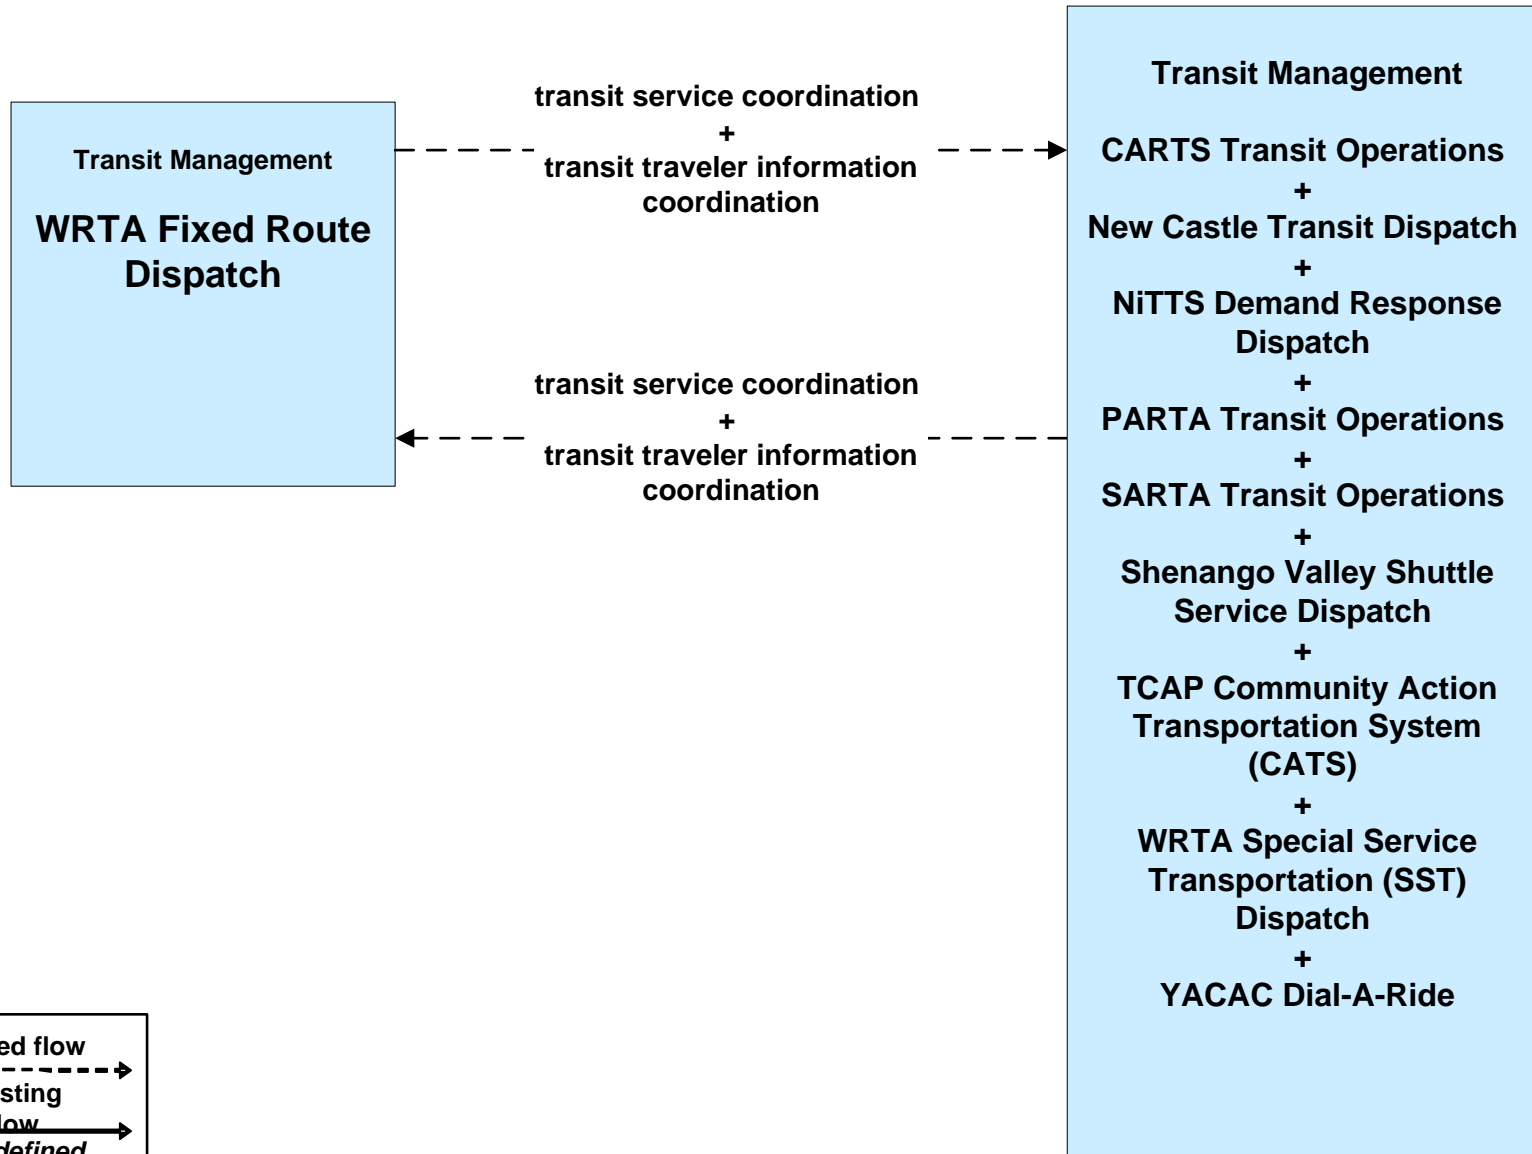 Transit Management
WRTA Fixed Route
Dispatch
transit service coordination
+
transit traveler information
coordination
transit service coordination
+
transit traveler information
coordination
Transit Management
CARTS Transit Operations
+
New Castle Transit Dispatch
+
NiTTS Demand Response
Dispatch
+
PARTA Transit Operations
+
SARTA Transit Operations
+
Shenango Valley Shuttle
Service Dispatch
+
TCAP Community Action
Transportation System
(CATS)
+
WRTA Special Service
Transportation (SST)
Dispatch
+
YACAC Dial-A-Ride
flow